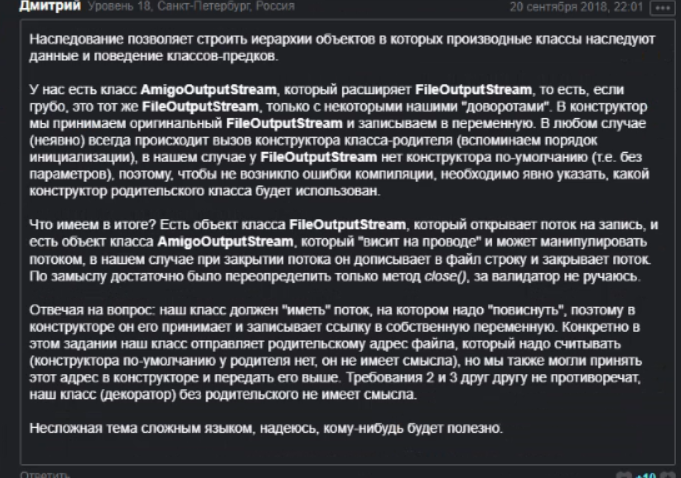 Дмитрий Уровень 18, Санкт-Петербург, Россия 20 сентября 2018, 22:01
Наследование позволяет строить иерархии объектов в которых производные классы наследуют
данные и поведение классов-предков.
У нас есть класс AmigoOutputStream, который расширяет FileOutputStream, то есть, если
грубо, это тот же FileOutputStream, только с некоторыми нашими "доворотами". В конструктор
мы принимаем оригинальный FileOutputStream и записываем в переменную. В любом случае
(неявно) всегда происходит вызов конструктора класса-родителя (вспоминаем порядок
инициализации), в нашем случае у FileOutputStream нет конструктора по-умолчанию (т.е. без
параметров), поэтому, чтобы не возникло ошибки компиляции, необходимо явно указать, какой
конструктор родительского класса будет использован.
Что имеем в итоге? Есть объект класса FileOutputStream, который открывает поток на запись, и
есть объект класса AmigoOutputStream, который "висит на проводе" и может манипулировать
потоком, в нашем случае при закрытии потока он дописывает в файл строку и закрывает поток.
По замыслу достаточно было переопределить только метод close(), за валидатор не ручаюсь.
Отвечая на вопрос: наш класс должен "иметь" поток, на котором надо "повиснуть", поэтому в
конструкторе он его принимает и записывает ссылку в собственную переменную. Конкретно в
этом задании наш класс отправляет родительскому адрес файла, который надо считывать
(конструктора по-умолчанию у родителя нет, он не имеет смысла), но мы также могли принять
этот адрес в конструкторе и передать его выше. Требования 2 и 3 друг другу не противоречат,
наш класс (декоратор) без родительского не имеет смысла.
Несложная тема сложным языком, надеюсь, кому-нибудь будет полезно.
Ответить +10